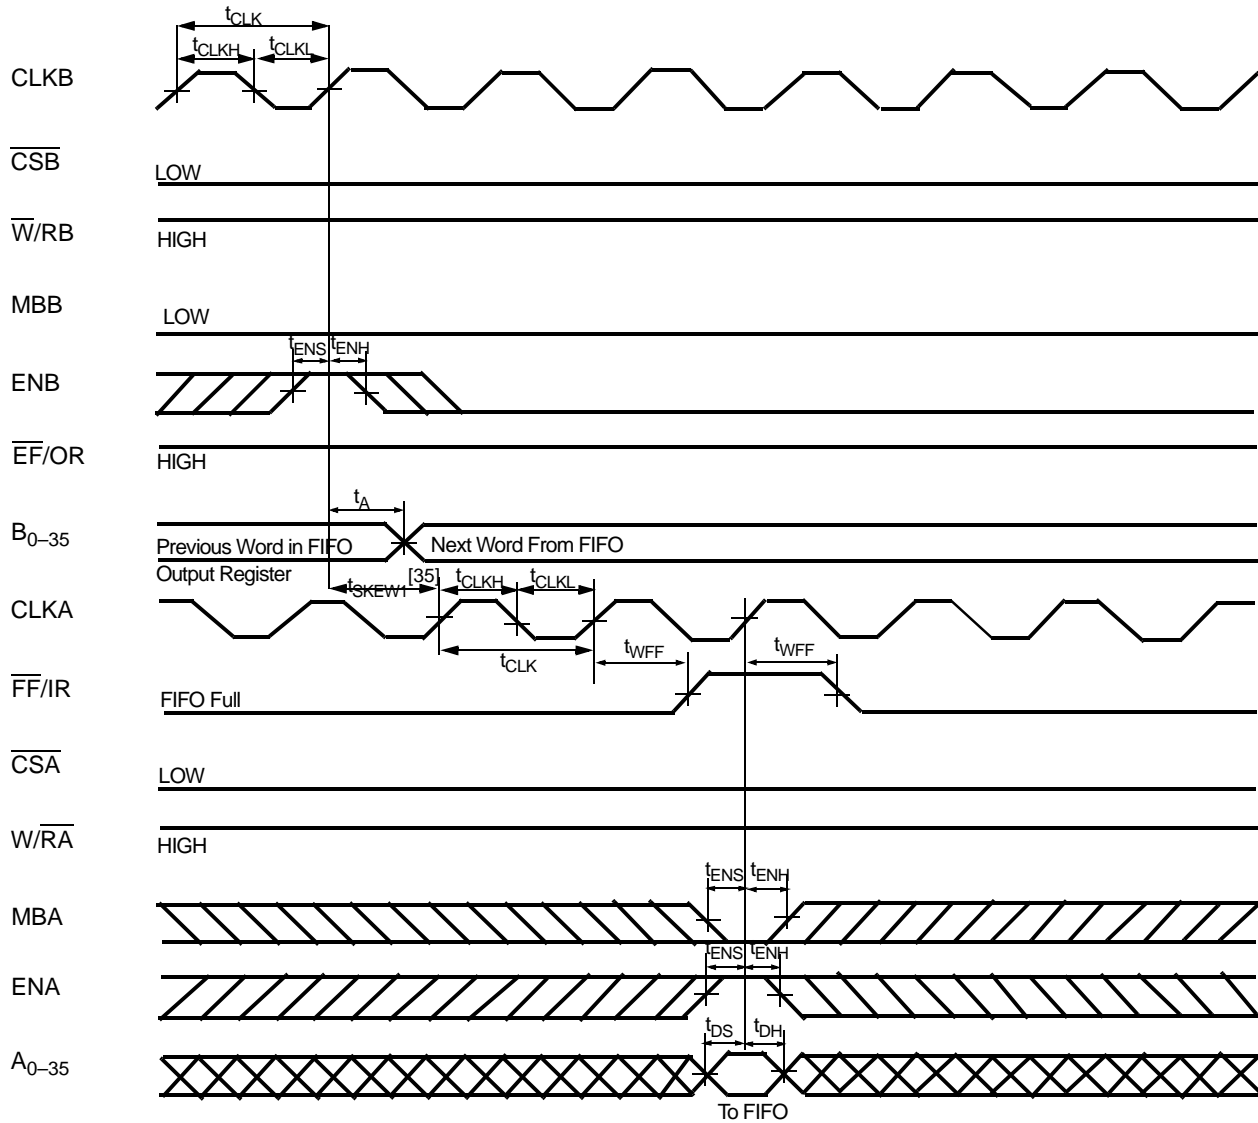 tCLK
tCLKH tCLKL
CLKB
CSB
LOW
W/RB
HIGH
MBB
LOW
tENS tENH
ENB
EF/OR
HIGH
tA
B0–35
Previous Word in FIFO Next Word From FIFO
Output Register
tSKEW1[35] tCLKH tCLKL
CLKA
tCLK
tWFF tWFF
FF/IR
FIFO Full
CSA
LOW
W/RA
HIGH
tENS tENH
MBA
tENS tENH
ENA
tDS tDH
A0–35
To FIFO